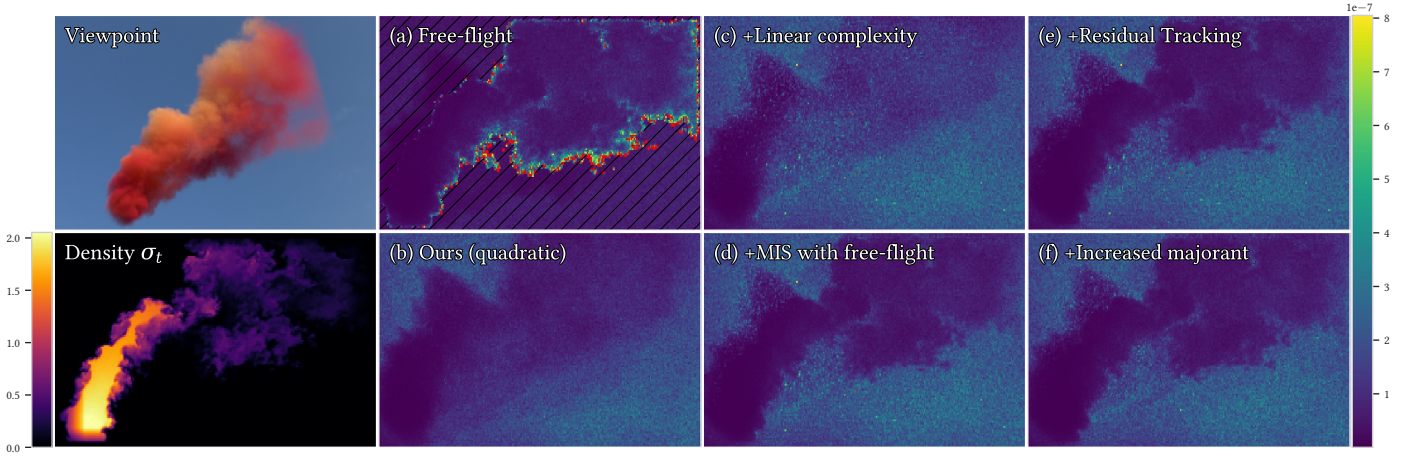 1e−7
Viewpoint
(a) Free-flight
(c) +Linear complexity
(e) +Residual Tracking
8
7
6
5
4
3
2
1
2.0
1.5
1.0
0.5
0.0
Density σt
(b) Ours (quadratic)
(d) +MIS with free-flight
(f) +Increased majorant